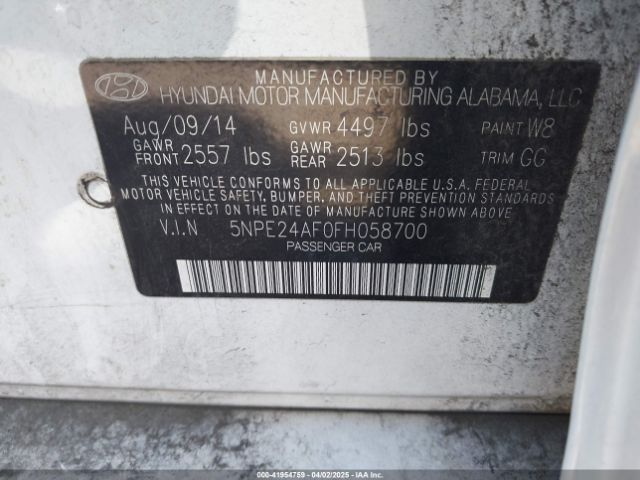 MANUFACTURED BY
HYUNDAI MOTOR MANUFACTURING ALABAMA, LLC
Aug/09/14 GVWR 4497 lbs PAINT W8
GAWR FRONT 2557 lbs GAWR REAR 2513 lbs TRIM GG
THIS VEHICLE CONFORMS TO ALL APPLICABLE U.S.A. FEDERAL
MOTOR VEHICLE SAFETY, BUMPER, AND THEFT PREVENTION
STANDARDS IN EFFECT ON THE DATE OF MANUFACTURE SHOWN ABOVE.
V.I.N 5NPE24AF0FH058700
PASSENGER CAR
000-41954759 04/02/2025 IAA Inc. IAAI.com